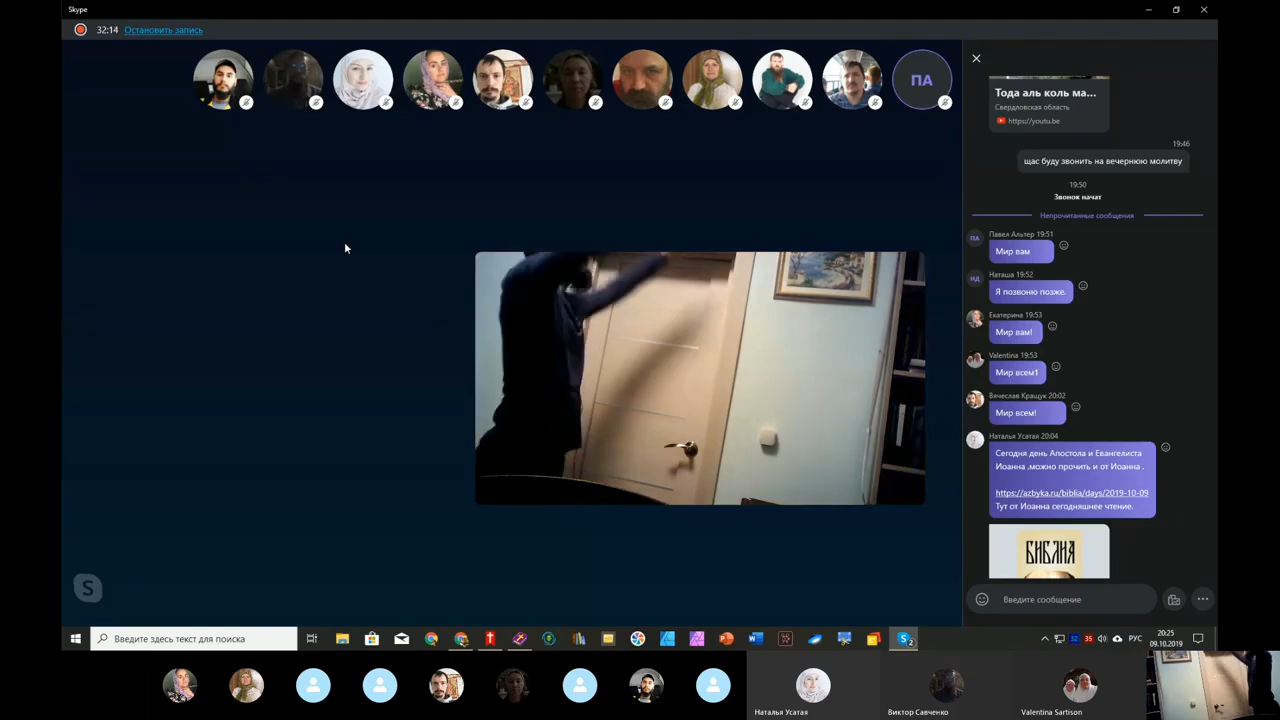 Skype
32:14 Остановить запись
ПА
Тода аль коль ма...
Свердловская область
https://youtu.be
19:46
щас буду звонить на вечернюю молитву
19:50
Звонок начат
Непрочитанные сообщения
Павел Альтер 19:51
ПА
Мир вам
Наташа 19:52
НД
Я позвоню позже.
Екатерина 19:53
Мир вам!
Valentina 19:53
Мир всем1
Вячеслав Кращук 20:02
Мир всем!
Наталья Усатая 20:04
Сегодня день Апостола и Евангелиста
Иоанна ,можно прочить и от Иоанна .
https://azbyka.ru/biblia/days/2019-10-09
Тут от Иоанна сегодняшнее чтение.
БИБЛИЯ
Введите сообщение
S
Введите здесь текст для поиска
32
35
РУС
20:25
09.10.2019
Наталья Усатая
Виктор Савченко
Valentina Sartison